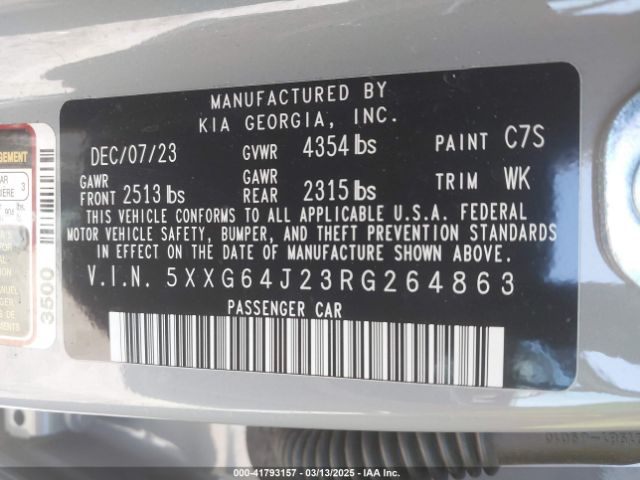 MANUFACTURED BY
KIA GEORGIA, INC.
DEC/07/23 GVWR 4354 lbs PAINT C7S
GAWR FRONT 2513 lbs GAWR REAR 2315 lbs TRIM WK
THIS VEHICLE CONFORMS TO ALL APPLICABLE U.S.A. FEDERAL
MOTOR VEHICLE SAFETY, BUMPER, AND THEFT PREVENTION STANDARDS
IN EFFECT ON THE DATE OF MANUFACTURE SHOWN ABOVE.
V.I.N. 5XXG64J23RG264863
PASSENGER CAR
3500
000-41793157 | 03/13/2025 | IAA Inc.